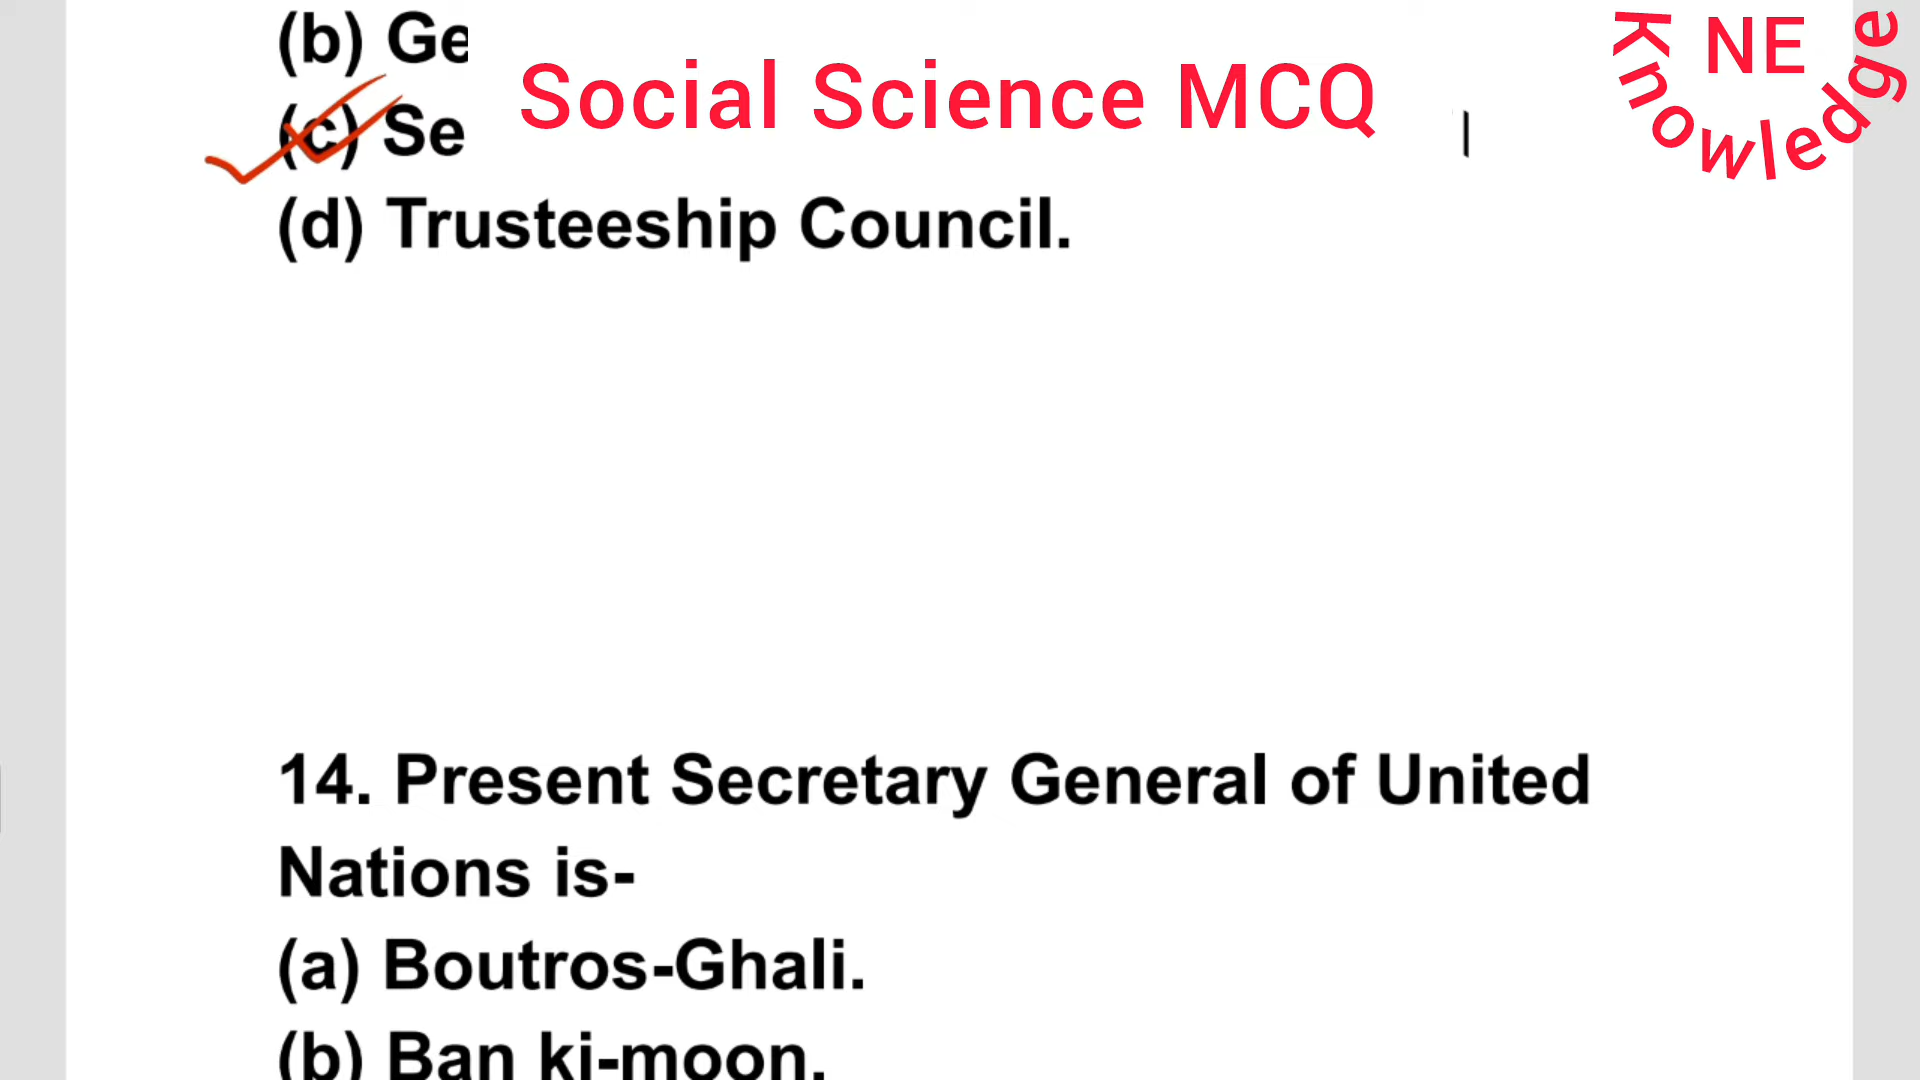 (b) Ge
Social Science MCQ
NE
Knowledge
(c) Se
(d) Trusteeship Council.
14. Present Secretary General of United
Nations is-
(a) Boutros-Ghali.
(b) Ban ki-moon.